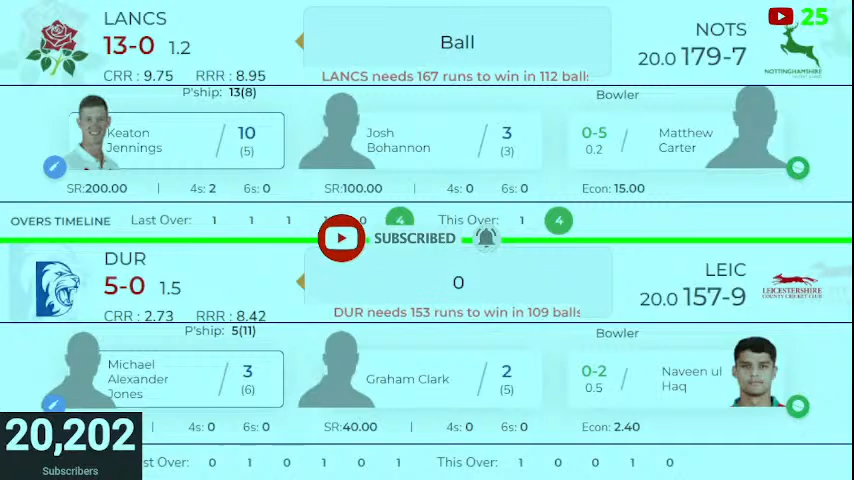 LANCS
13-0 1.2
CRR : 9.75 RRR : 8.95
Ball
LANCS needs 167 runs to win in 112 balls
25
NOTS
20.0 179-7
NOTTINGHAMSHIRE
P'ship: 13(8)
Keaton Jennings / 10 (5)
Josh Bohannon / 3 (3)
Bowler
0-5 0.2 / Matthew Carter
SR:200.00 | 4s: 2 6s: 0
SR:100.00 | 4s: 0 6s: 0
Econ: 15.00
OVERS TIMELINE Last Over: 1 1 1 0 4 This Over: 1 4
SUBSCRIBED
DUR
5-0 1.5
CRR : 2.73 RRR : 8.42
0
DUR needs 153 runs to win in 109 balls
LEIC
20.0 157-9
LEICESTERSHIRE
COUNTY CRICKET CLUB
P'ship: 5(11)
Michael Alexander Jones / 3 (6)
Graham Clark / 2 (5)
Bowler
0-2 0.5 / Naveen ul Haq
| 4s: 0 6s: 0
SR:40.00 | 4s: 0 6s: 0
Econ: 2.40
20,202
Subscribers
st Over: 0 1 0 1 0 1 This Over: 1 0 0 1 0